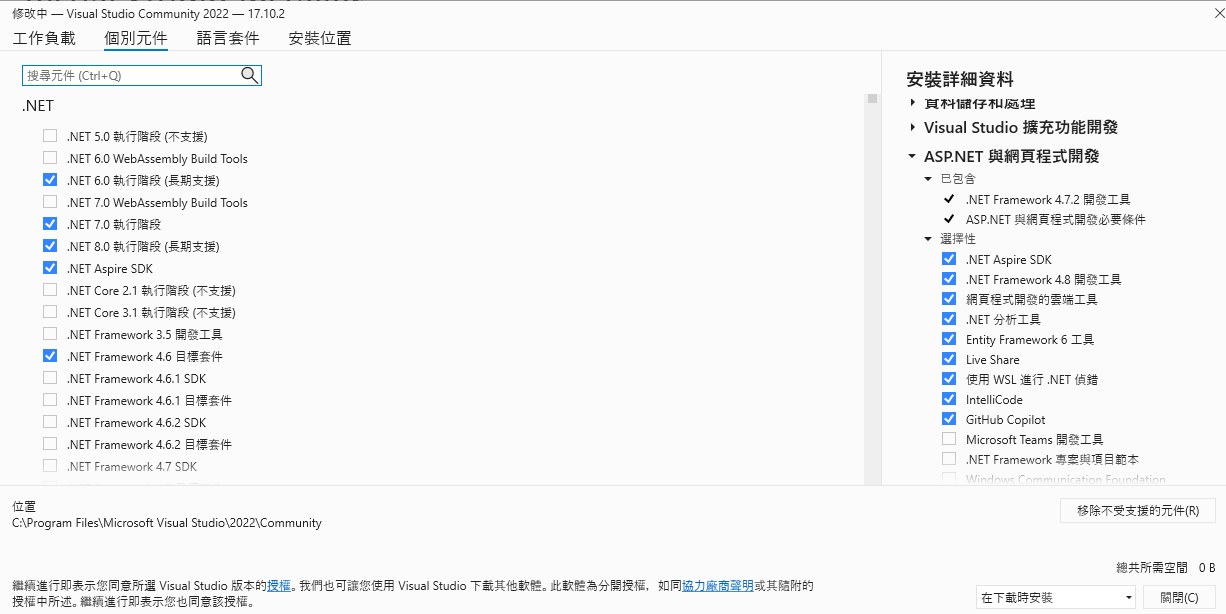 修改中 — Visual Studio Community 2022 — 17.10.2
工作負載 個別元件 語言套件 安裝位置
搜尋元件 (Ctrl+Q)
.NET
.NET 5.0 執行階段 (不支援)
.NET 6.0 WebAssembly Build Tools
.NET 6.0 執行階段 (長期支援)
.NET 7.0 WebAssembly Build Tools
.NET 7.0 執行階段
.NET 8.0 執行階段 (長期支援)
.NET Aspire SDK
.NET Core 2.1 執行階段 (不支援)
.NET Core 3.1 執行階段 (不支援)
.NET Framework 3.5 開發工具
.NET Framework 4.6 目標套件
.NET Framework 4.6.1 SDK
.NET Framework 4.6.1 目標套件
.NET Framework 4.6.2 SDK
.NET Framework 4.6.2 目標套件
.NET Framework 4.7 SDK
安裝詳細資料
資料儲存和處理
Visual Studio 擴充功能開發
ASP.NET 與網頁程式開發
已包含
.NET Framework 4.7.2 開發工具
ASP.NET 與網頁程式開發必要條件
選擇性
.NET Aspire SDK
.NET Framework 4.8 開發工具
網頁程式開發的雲端工具
.NET 分析工具
Entity Framework 6 工具
Live Share
使用 WSL 進行 .NET 偵錯
IntelliCode
GitHub Copilot
Microsoft Teams 開發工具
.NET Framework 專案與項目範本
Windows Communication Foundation
位置
C:\Program Files\Microsoft Visual Studio\2022\Community
移除不受支援的元件(R)
總共所需空間 0 B
繼續進行即表示您同意所選 Visual Studio 版本的授權。我們也可讓您使用 Visual Studio 下載其他軟體。此軟體為分開授權，如同協力廠商聲明或其隨附的
授權中所述。繼續進行即表示您也同意該授權。
在下載時安裝
關閉(C)